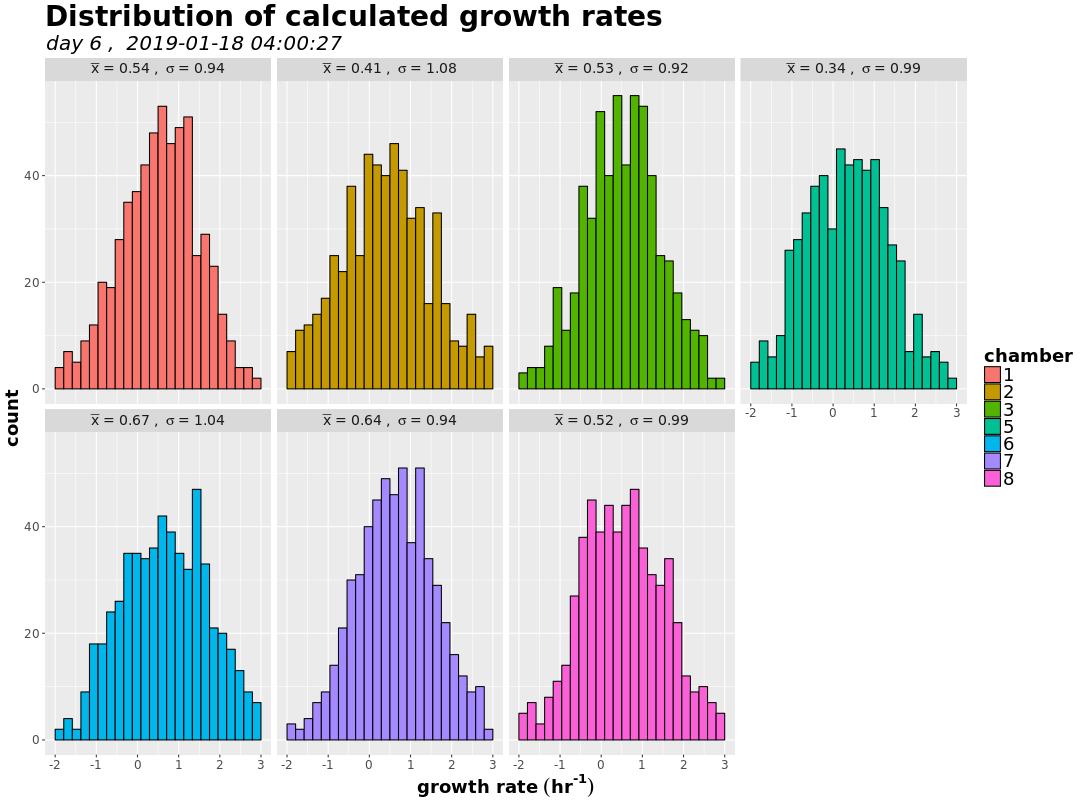 Distribution of calculated growth rates
day 6 ,  2019-01-18 04:00:27
x̅ = 0.54 ,  σ = 0.94
x̅ = 0.41 ,  σ = 1.08
x̅ = 0.53 ,  σ = 0.92
x̅ = 0.34 ,  σ = 0.99
40
20
0
-2 -1 0 1 2 3
x̅ = 0.67 ,  σ = 1.04
x̅ = 0.64 ,  σ = 0.94
x̅ = 0.52 ,  σ = 0.99
40
20
0
-2 -1 0 1 2 3
-2 -1 0 1 2 3
-2 -1 0 1 2 3
count
growth rate (hr⁻¹)
chamber
1
2
3
5
6
7
8